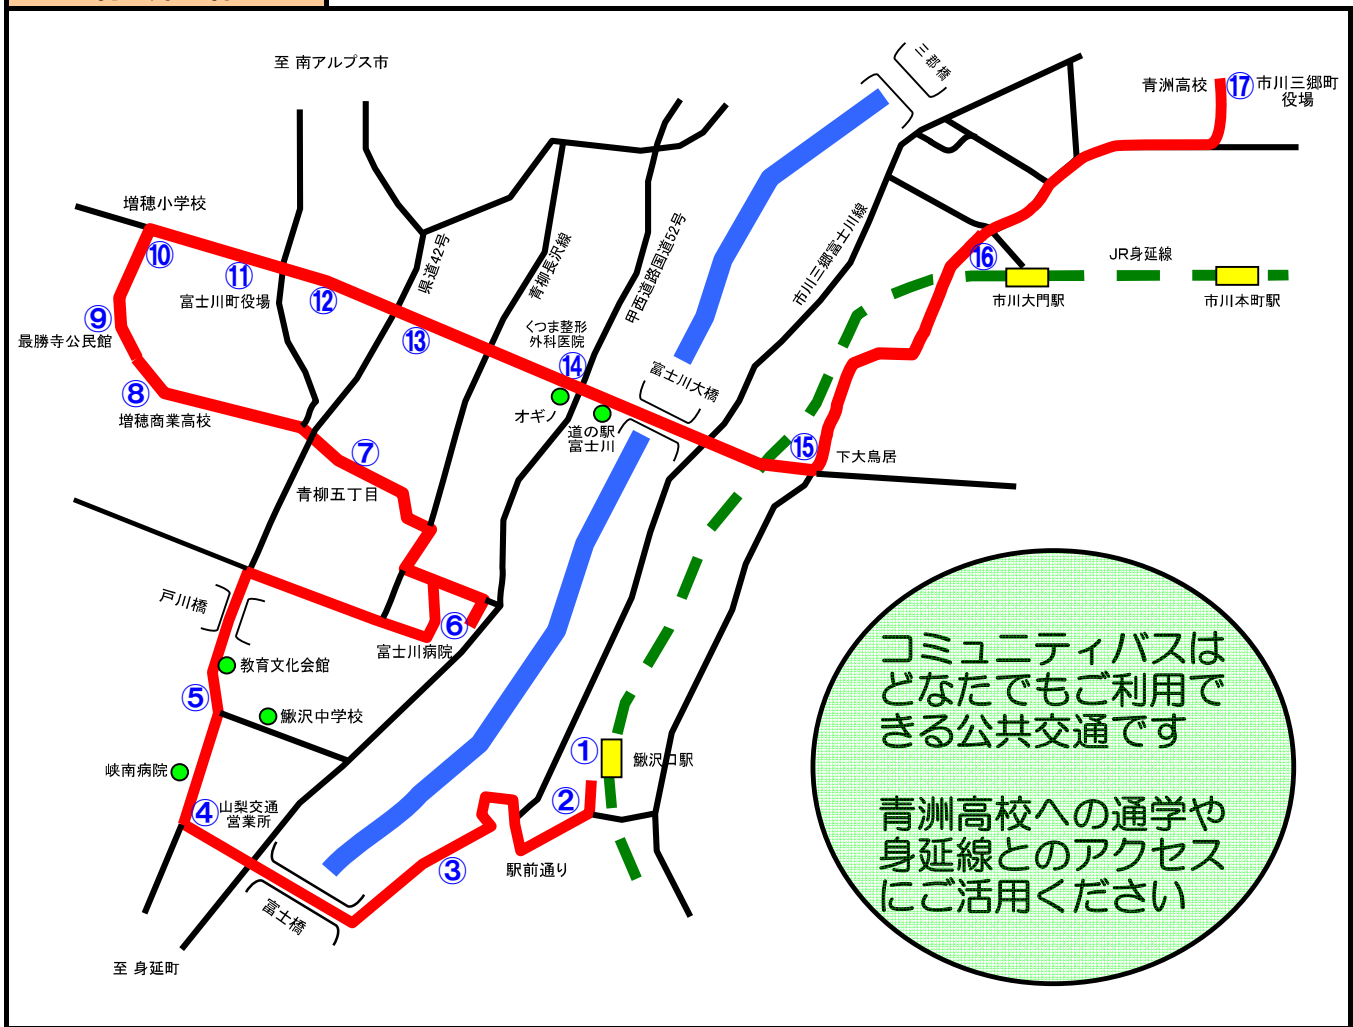 三郡橋
至 南アルプス市
青洲高校
⑰
市川三郷町
役場
増穂小学校
⑩
⑪
富士川町役場
⑫
県道42号
青柳長沢線
甲西道路国道52号
市川三郷富士川線
⑯
JR身延線
市川大門駅
市川本町駅
⑨
最勝寺公民館
⑬
くつま整形
外科医院
⑭
富士川大橋
⑧
増穂商業高校
オギノ
道の駅
富士川
⑦
⑮
下大鳥居
青柳五丁目
戸川橋
⑥
富士川病院
教育文化会館
⑤
鰍沢中学校
①
鰍沢口駅
峡南病院
④
山梨交通
営業所
②
③
駅前通り
富士橋
至 身延町
コミュニティバスは
どなたでもご利用で
きる公共交通です
青洲高校への通学や
身延線とのアクセス
にご活用ください